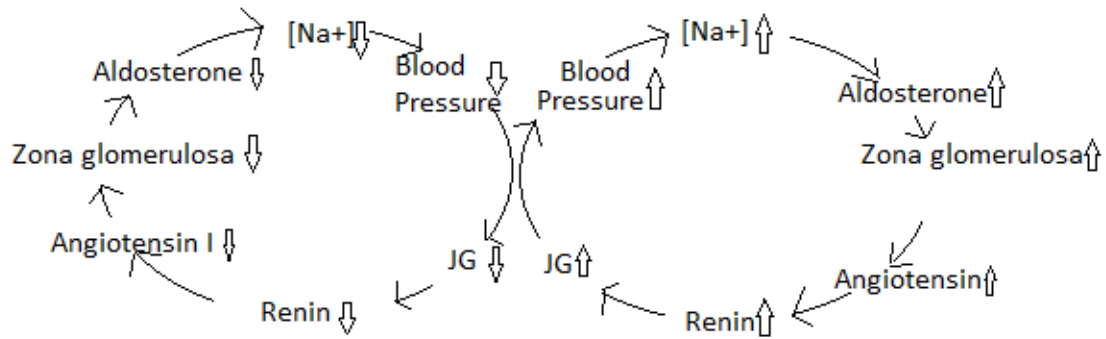 [Na+]
Blood
Pressure
JG
Renin
Angiotensin I
Zona glomerulosa
Aldosterone
[Na+]
Aldosterone
Zona glomerulosa
Angiotensin
Renin
JG
Blood
Pressure